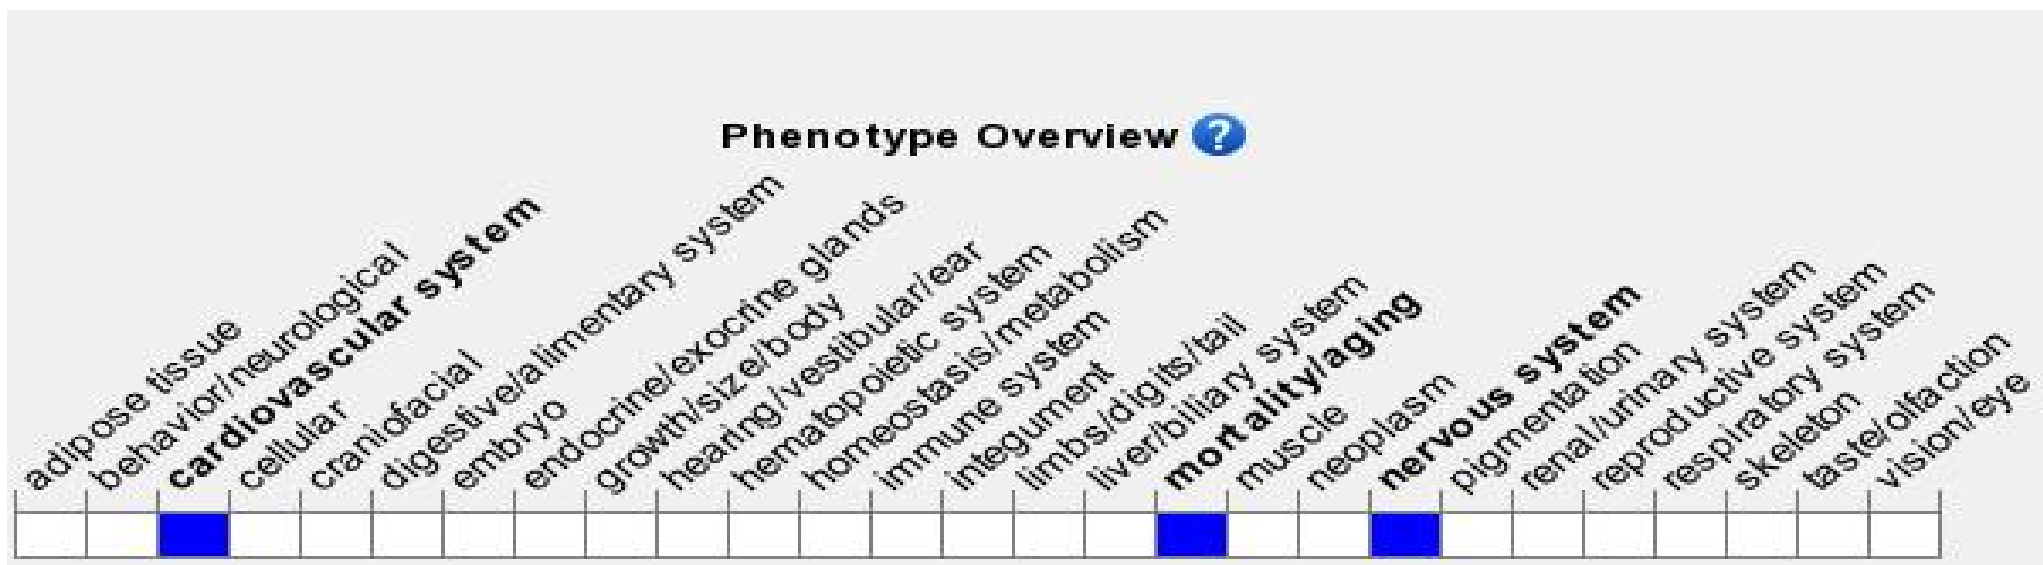 Phenotype Overview ?
adipose tissue
behavior/neurological
cardiovascular system
cellular
craniofacial
digestive/alimentary system
embryo
endocrine/exocrine glands
growth/size/body
hearing/vestibular/ear
hematopoietic system
homeostasis/metabolism
immune system
integument
limbs/digits/tail
liver/biliary system
mortality/aging
muscle
neoplasm
nervous system
pigmentation
renal/urinary system
reproductive system
respiratory system
skeleton
taste/olfaction
vision/eye